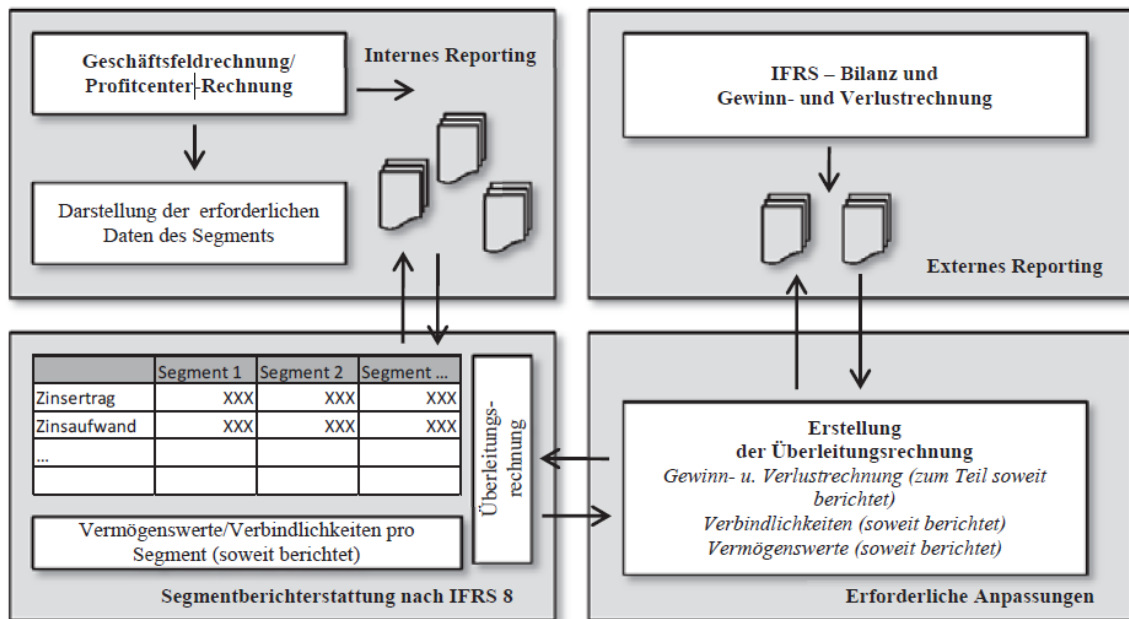 Geschäftsfeldrechnung/
Profitcenter-Rechnung
Internes Reporting
Darstellung der erforderlichen
Daten des Segments
IFRS – Bilanz und
Gewinn- und Verlustrechnung
Externes Reporting
Segment 1 Segment 2 Segment ...
Zinsertrag XXX XXX XXX
Zinsaufwand XXX XXX XXX
...
Vermögenswerte/Verbindlichkeiten pro
Segment (soweit berichtet)
Überleitungs-
rechnung
Segmentberichterstattung nach IFRS 8
Erstellung
der Überleitungsrechnung
Gewinn- u. Verlustrechnung (zum Teil soweit
berichtet)
Verbindlichkeiten (soweit berichtet)
Vermögenswerte (soweit berichtet)
Erforderliche Anpassungen